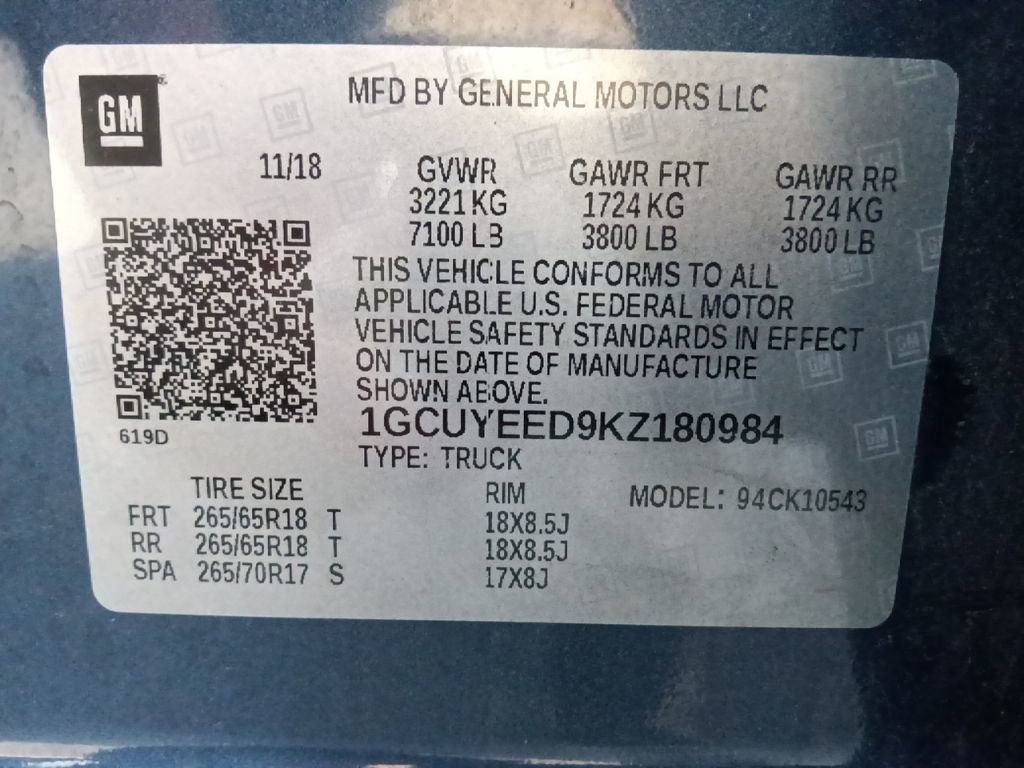 GM
MFD BY GENERAL MOTORS LLC
11/18 GVWR GAWR FRT GAWR RR
3221 KG 1724 KG 1724 KG
7100 LB 3800 LB 3800 LB
THIS VEHICLE CONFORMS TO ALL
APPLICABLE U.S. FEDERAL MOTOR
VEHICLE SAFETY STANDARDS IN EFFECT
ON THE DATE OF MANUFACTURE
SHOWN ABOVE.
1GCUYEED9KZ180984
619D
TYPE: TRUCK
TIRE SIZE RIM MODEL: 94CK10543
FRT 265/65R18 T 18X8.5J
RR 265/65R18 T 18X8.5J
SPA 265/70R17 S 17X8J